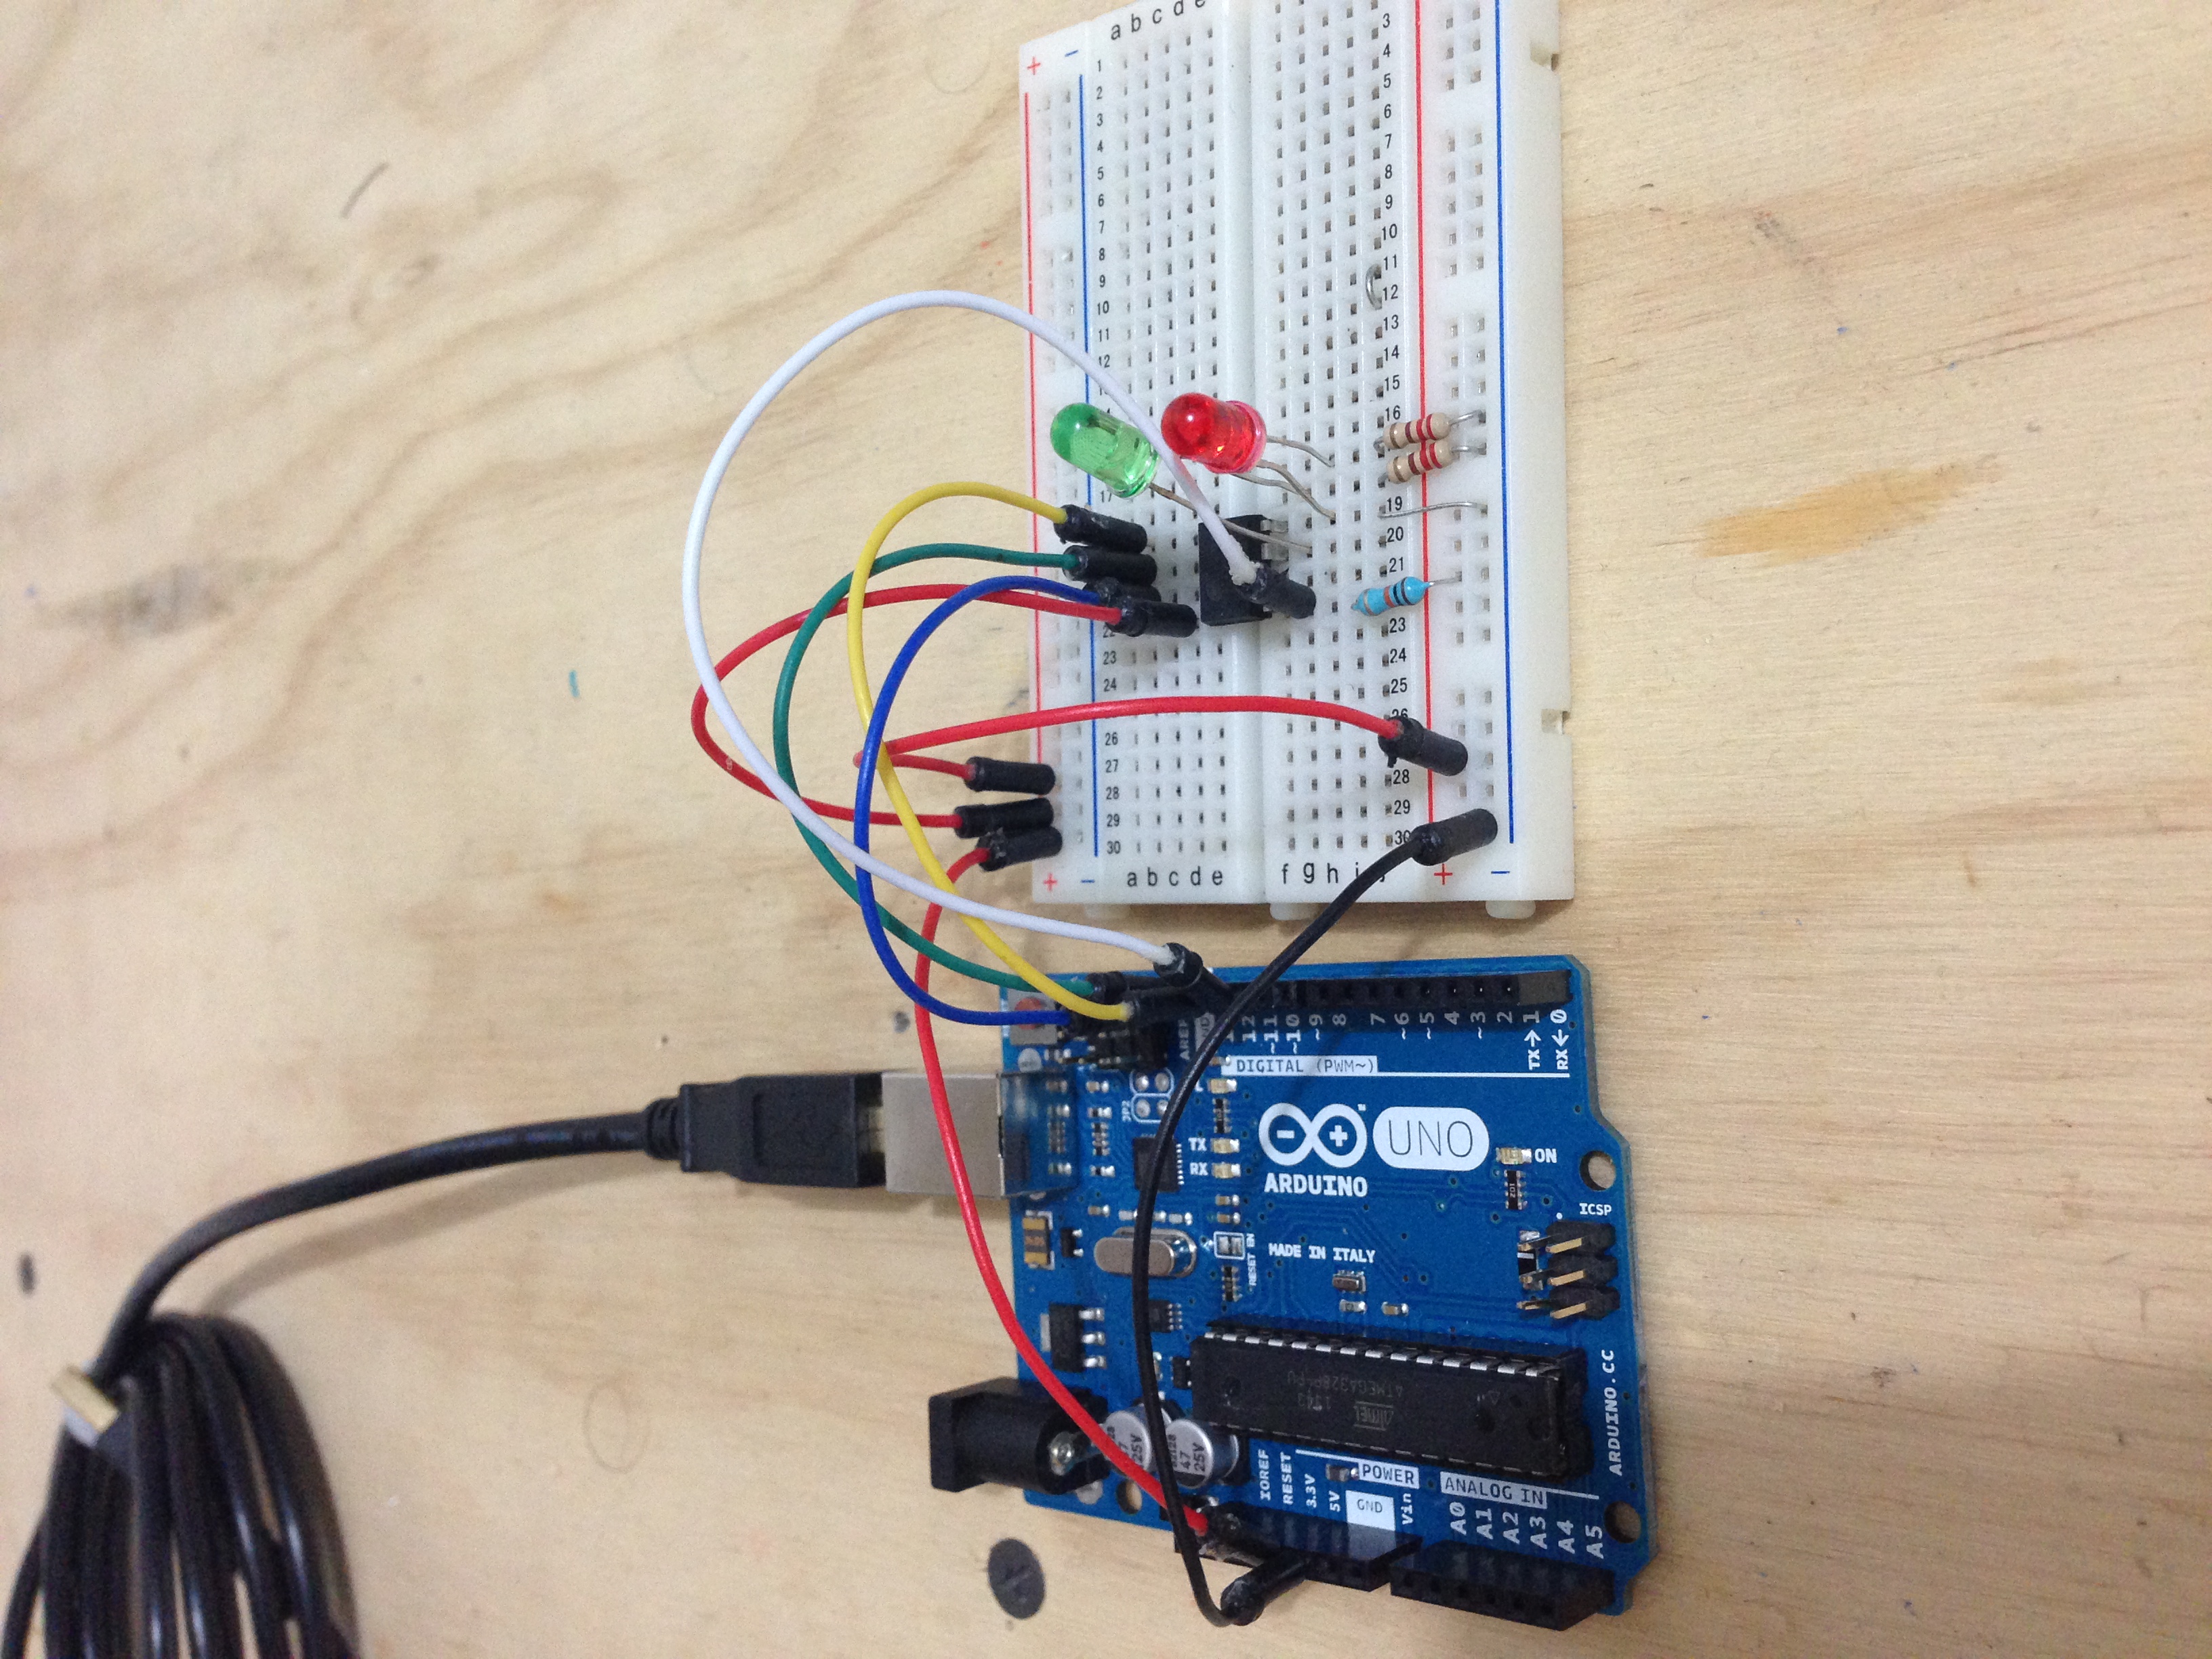 47
25V
47
25V
JP2
AREF
TX
RX
L
RESET EN
MADE IN ITALY
12
~11
~10
~9
8
7
~6
~5
4
~3
2
TX→ 1
RX← 0
DIGITAL (PWM~)
ARDUINO
UNO
ON
ICSP
IOREF
RESET
3.3V
5V
GND
Vin
POWER
A0
A1
A2
A3
A4
A5
ANALOG IN
ARDUINO.CC
ATMEL
+ +
- -
30 29 28 27 26 24 23 17 12 11 10 9 8 7 6 5 4 3 2 1
a b c d e
a b c d e
f g h i
30 29 28 26 25 24 23 21 20 19 16 15 14 13 12 11 10 9 8 7 6 5 4 3
+
-